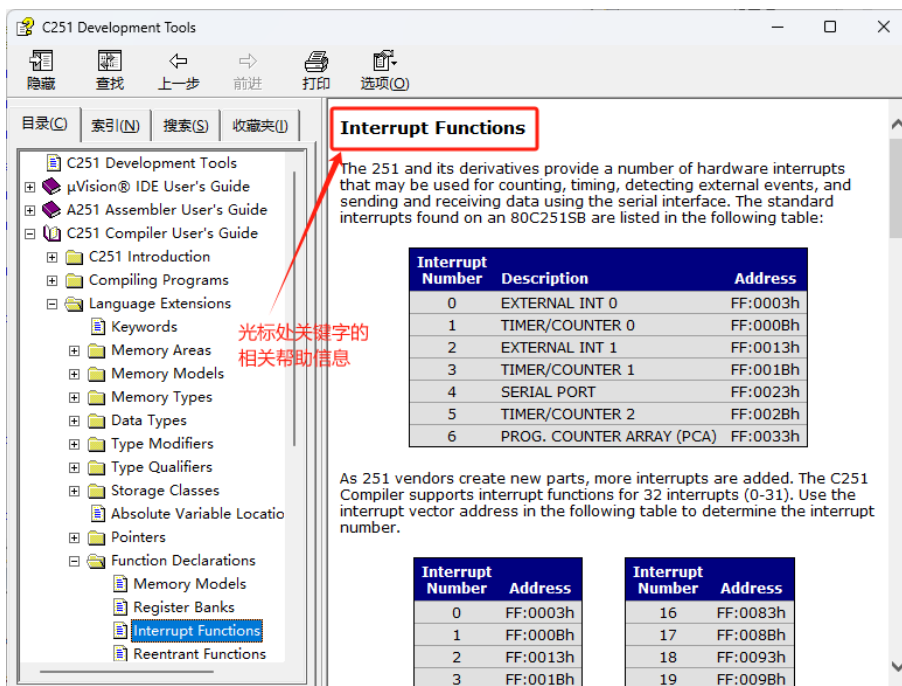 C251 Development Tools
隐藏 查找 上一步 前进 打印 选项(O)
目录(C) 索引(N) 搜索(S) 收藏夹(I)
C251 Development Tools
µVision® IDE User's Guide
A251 Assembler User's Guide
C251 Compiler User's Guide
C251 Introduction
Compiling Programs
Language Extensions
Keywords
Memory Areas
Memory Models
Memory Types
Data Types
Type Modifiers
Type Qualifiers
Storage Classes
Absolute Variable Locatio
Pointers
Function Declarations
Memory Models
Register Banks
Interrupt Functions
Reentrant Functions
光标处关键字的
相关帮助信息
Interrupt Functions
The 251 and its derivatives provide a number of hardware interrupts
that may be used for counting, timing, detecting external events, and
sending and receiving data using the serial interface. The standard
interrupts found on an 80C251SB are listed in the following table:
Interrupt
Number Description Address
0 EXTERNAL INT 0 FF:0003h
1 TIMER/COUNTER 0 FF:000Bh
2 EXTERNAL INT 1 FF:0013h
3 TIMER/COUNTER 1 FF:001Bh
4 SERIAL PORT FF:0023h
5 TIMER/COUNTER 2 FF:002Bh
6 PROG. COUNTER ARRAY (PCA) FF:0033h
As 251 vendors create new parts, more interrupts are added. The C251
Compiler supports interrupt functions for 32 interrupts (0-31). Use the
interrupt vector address in the following table to determine the interrupt
number.
Interrupt Interrupt
Number Address Number Address
0 FF:0003h 16 FF:0083h
1 FF:000Bh 17 FF:008Bh
2 FF:0013h 18 FF:0093h
3 FF:001Bh 19 FF:009Bh